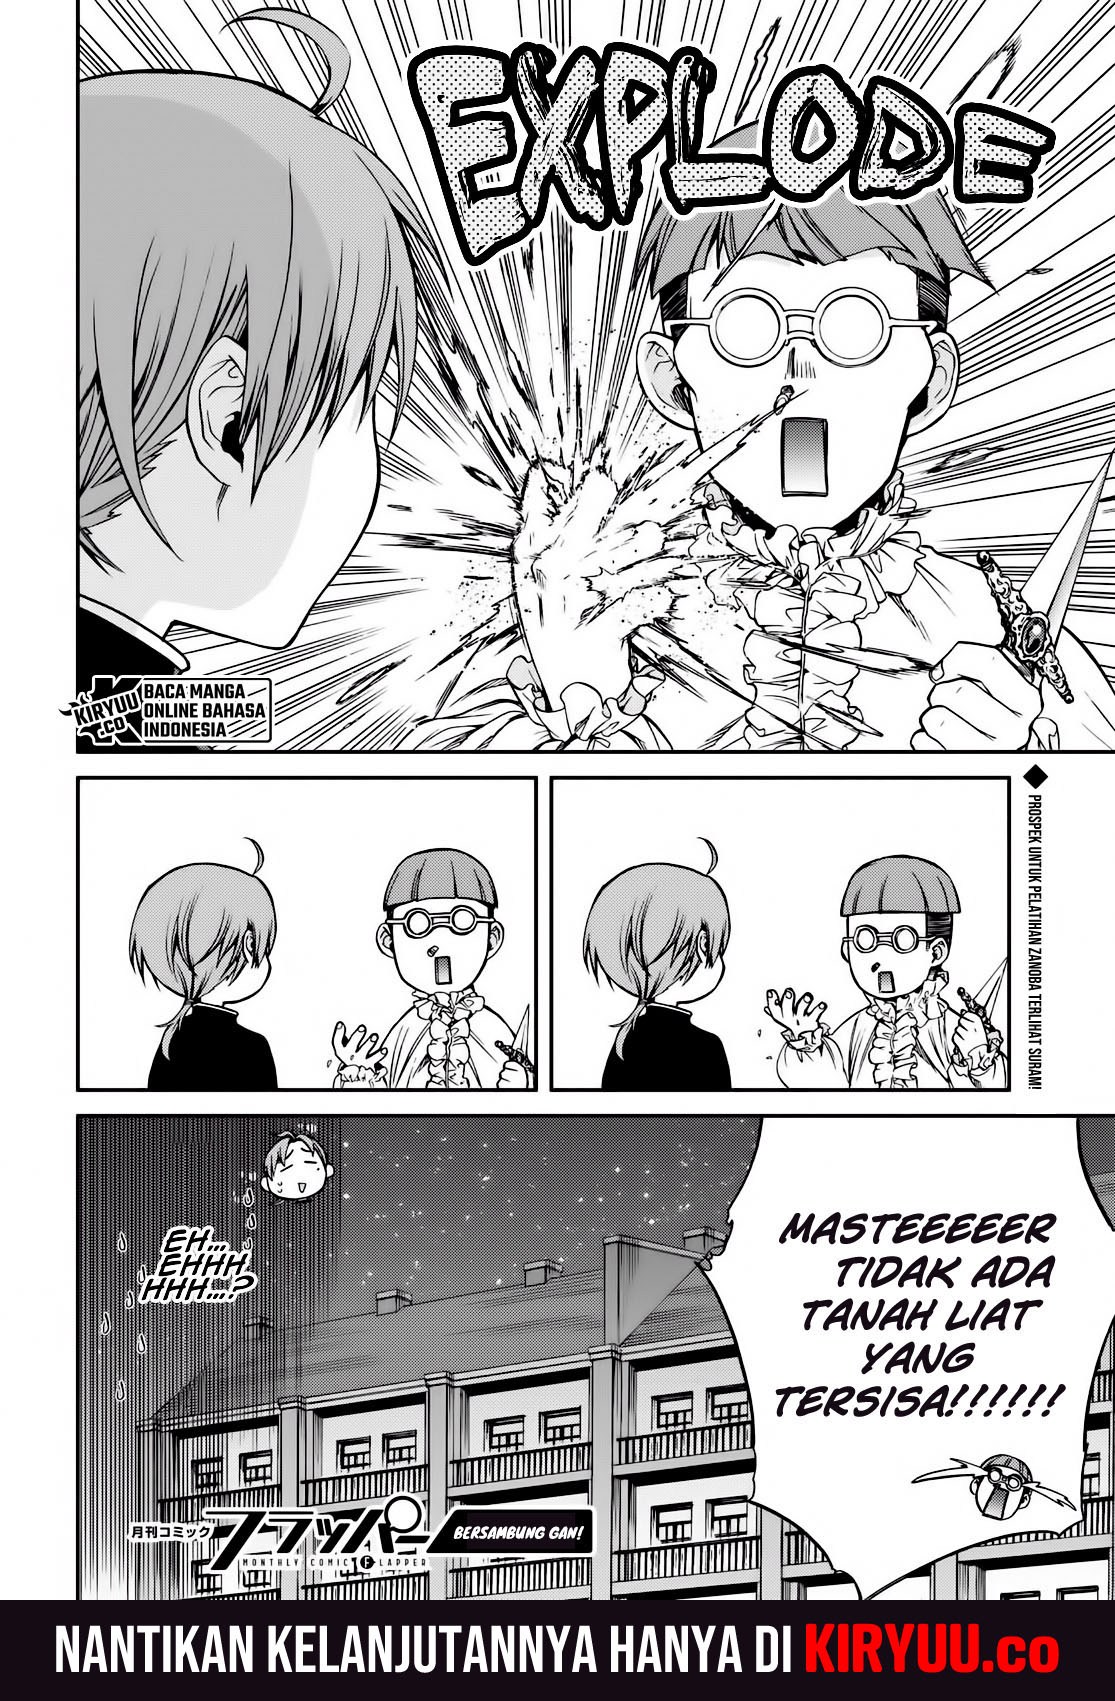 EXPLODE
KIRYUU
.CO
BACA MANGA
ONLINE BAHASA
INDONESIA
◆ PROSPEK UNTUK PELATIHAN ZANOBA TERLIHAT SURAM!
MASTEEEEER
TIDAK ADA
TANAH LIAT
YANG
TERSISA!!!!!!
EH...
EHHH
HHH...?
月刊コミック
フラッパー
MONTHLY COMIC FLAPPER
BERSAMBUNG GAN!
NANTIKAN KELANJUTANNYA HANYA DI KIRYUU.co